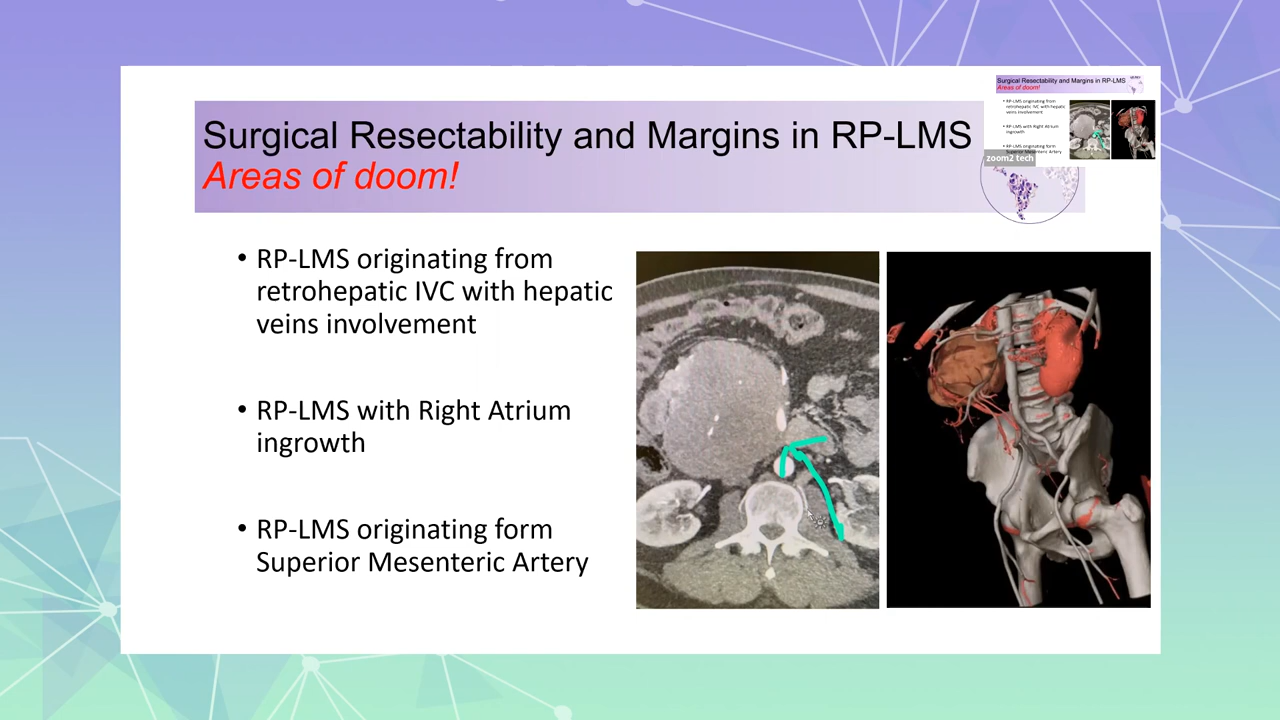 Surgical Resectability and Margins in RP-LMS
Areas of doom!
• RP-LMS originating from
retrohepatic IVC with hepatic
veins involvement
• RP-LMS with Right Atrium
ingrowth
• RP-LMS originating form
Superior Mesenteric Artery
Surgical Resectability and Margins in RP-LMS
Areas of doom!
• RP-LMS originating from
retrohepatic IVC with hepatic
veins involvement
• RP-LMS with Right Atrium
ingrowth
• RP-LMS originating form
Superior Mesenteric Artery
zoom2 tech